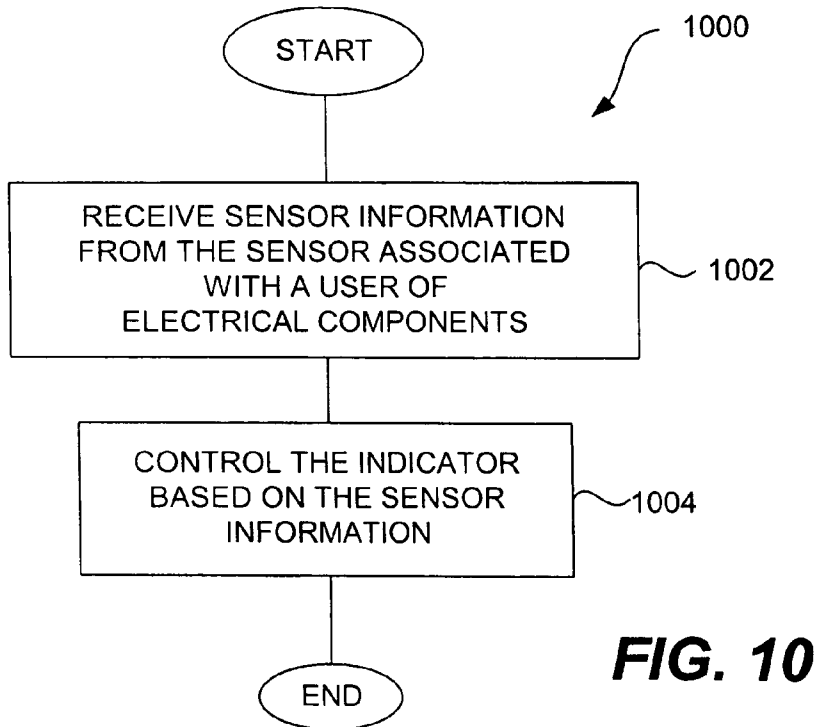 START
1000
RECEIVE SENSOR INFORMATION
FROM THE SENSOR ASSOCIATED
WITH A USER OF
ELECTRICAL COMPONENTS
1002
CONTROL THE INDICATOR
BASED ON THE SENSOR
INFORMATION
1004
END
FIG. 10